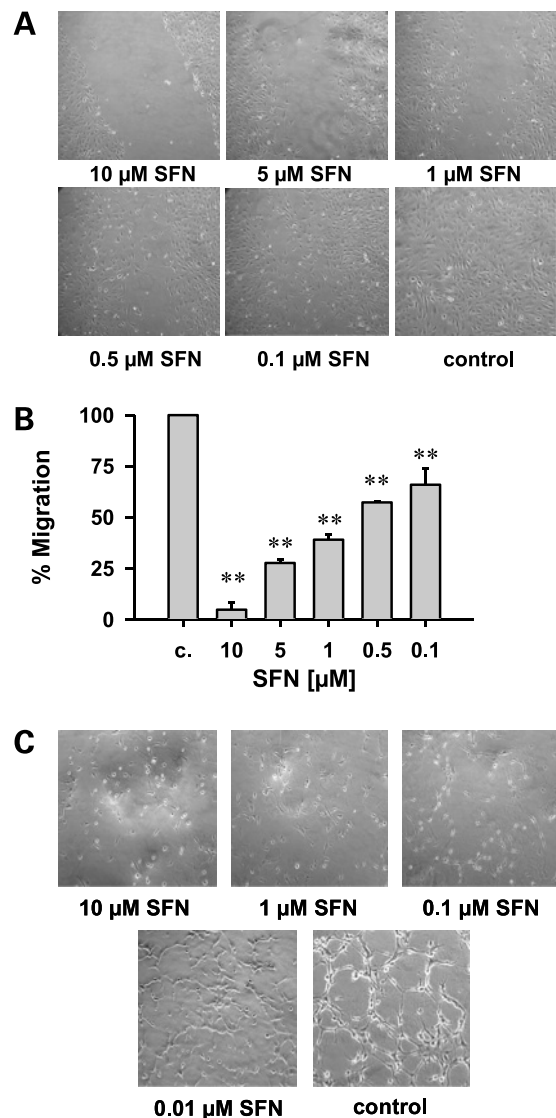 A
10 µM SFN 5 µM SFN 1 µM SFN
0.5 µM SFN 0.1 µM SFN control
B
% Migration
100
75
50
25
0
** ** ** ** **
c. 10 5 1 0.5 0.1
SFN [µM]
C
10 µM SFN 1 µM SFN 0.1 µM SFN
0.01 µM SFN control